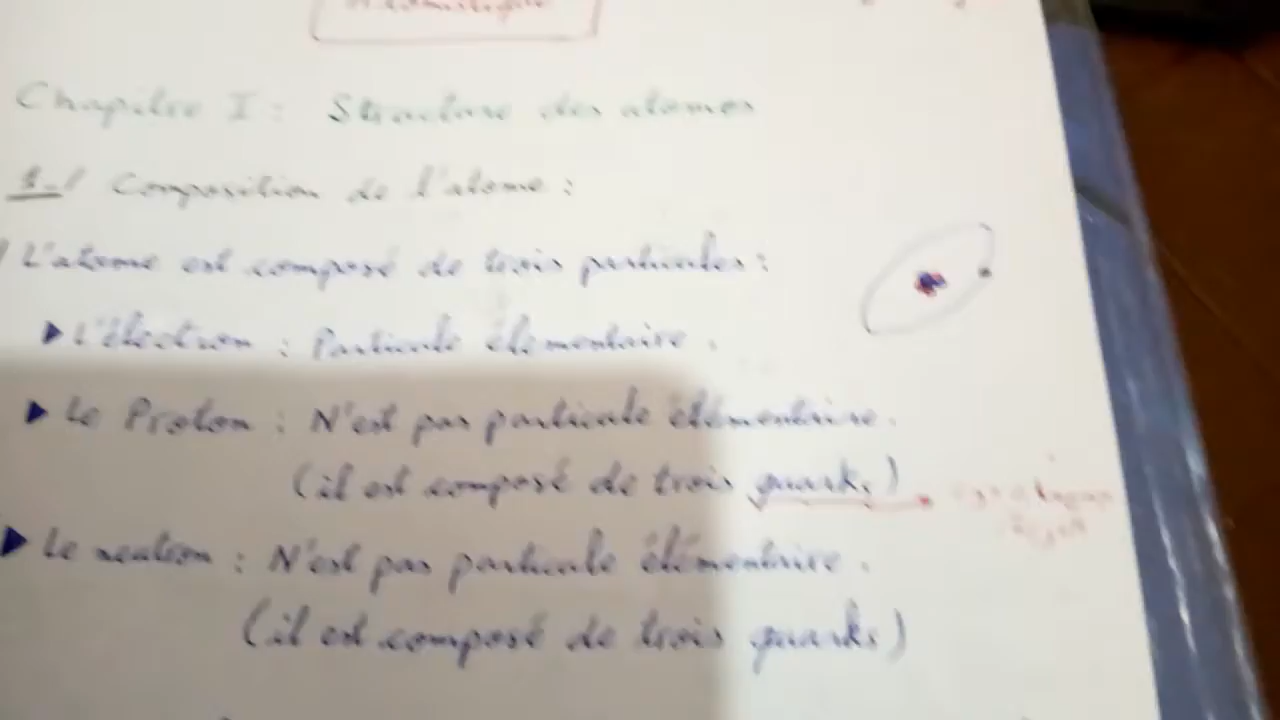 Chapitre I : Structure des atomes
1-/ Composition de l'atome :
L'atome est composé de trois particules :
▶ L'électron : Particule élémentaire.
▶ Le Proton : N'est pas particule élémentaire.
(il est composé de trois quarks)
▶ Le neutron : N'est pas particule élémentaire.
(il est composé de trois quarks)